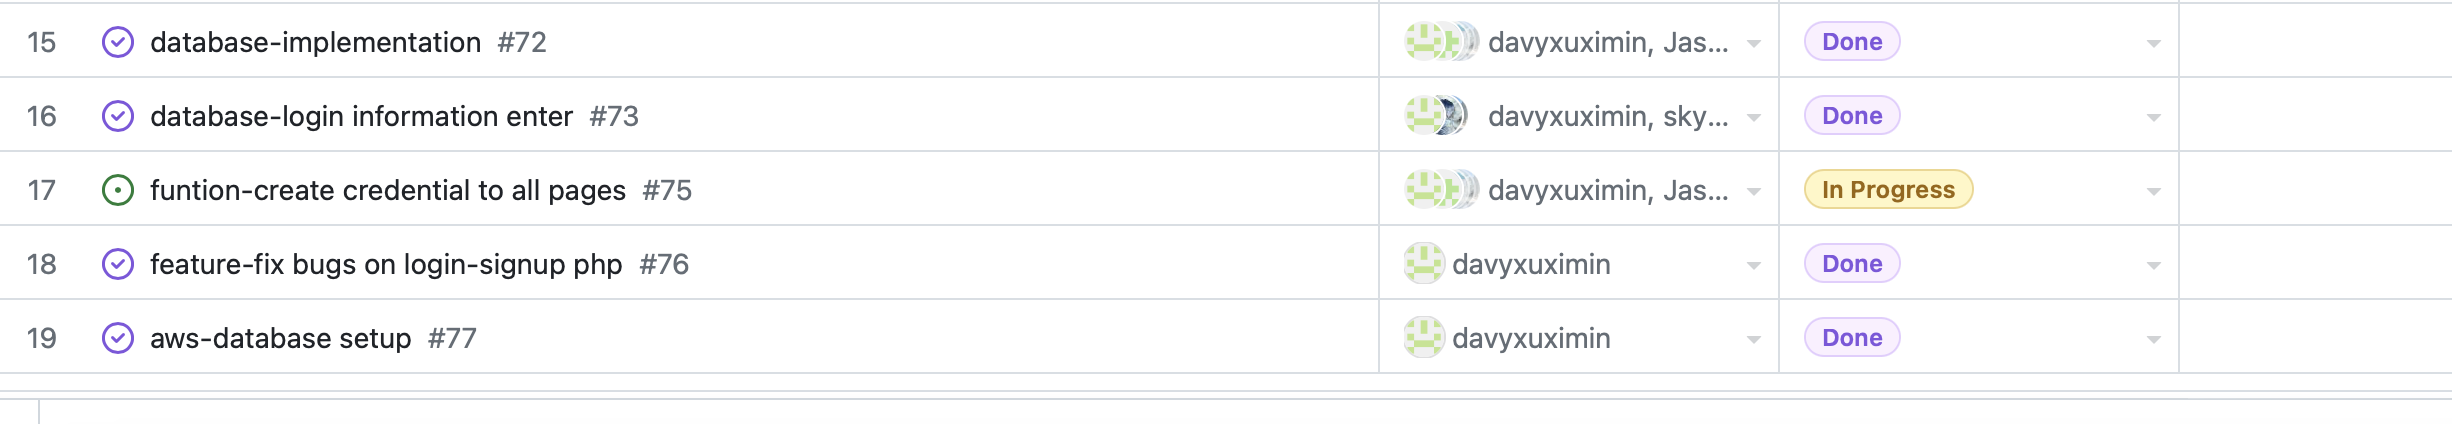 15 database-implementation #72 davyxuximin, Jas... Done
16 database-login information enter #73 davyxuximin, sky... Done
17 funtion-create credential to all pages #75 davyxuximin, Jas... In Progress
18 feature-fix bugs on login-signup php #76 davyxuximin Done
19 aws-database setup #77 davyxuximin Done